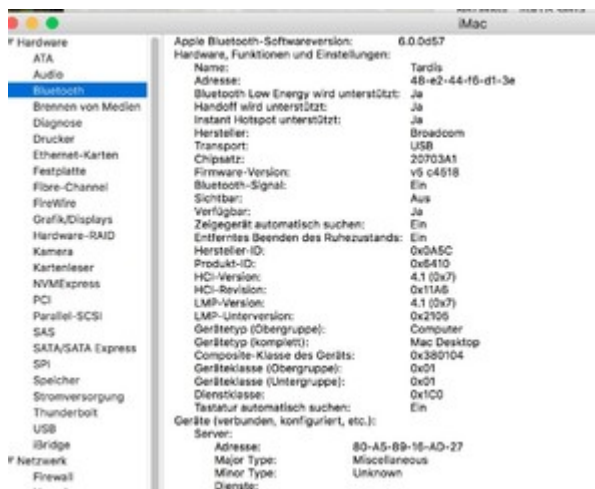 iMac
Hardware
ATA
Audio
Bluetooth
Brennen von Medien
Diagnose
Drucker
Ethernet-Karten
Festplatte
Fibre-Channel
FireWire
Grafik/Displays
Hardware-RAID
Kamera
Kartenleser
NVMExpress
PCI
Parallel-SCSI
SAS
SATA/SATA Express
SPI
Speicher
Stromversorgung
Thunderbolt
USB
iBridge
Netzwerk
Firewall
Apple Bluetooth-Softwareversion: 6.0.0d57
Hardware, Funktionen und Einstellungen:
Name: Tardis
Adresse: 48-e2-44-f6-d1-3e
Bluetooth Low Energy wird unterstützt: Ja
Handoff wird unterstützt: Ja
Instant Hotspot unterstützt: Ja
Hersteller: Broadcom
Transport: USB
Chipsatz: 20703A1
Firmware-Version: v5 c4518
Bluetooth-Signal: Ein
Sichtbar: Aus
Verfügbar: Ja
Zeigegerät automatisch suchen: Ein
Entferntes Beenden des Ruhezustands: Ein
Hersteller-ID: 0x0A5C
Produkt-ID: 0x6410
HCI-Version: 4.1 (0x7)
HCI-Revision: 0x11A6
LMP-Version: 4.1 (0x7)
LMP-Unterversion: 0x2105
Gerätetyp (Obergruppe): Computer
Gerätetyp (komplett): Mac Desktop
Composite-Klasse des Geräts: 0x380104
Geräteklasse (Obergruppe): 0x01
Geräteklasse (Untergruppe): 0x01
Dienstklasse: 0x1C0
Tastatur automatisch suchen: Ein
Geräte (verbunden, konfiguriert, etc.):
Server:
Adresse: 80-A5-89-16-AD-27
Major Type: Miscellaneous
Minor Type: Unknown
Dienste: